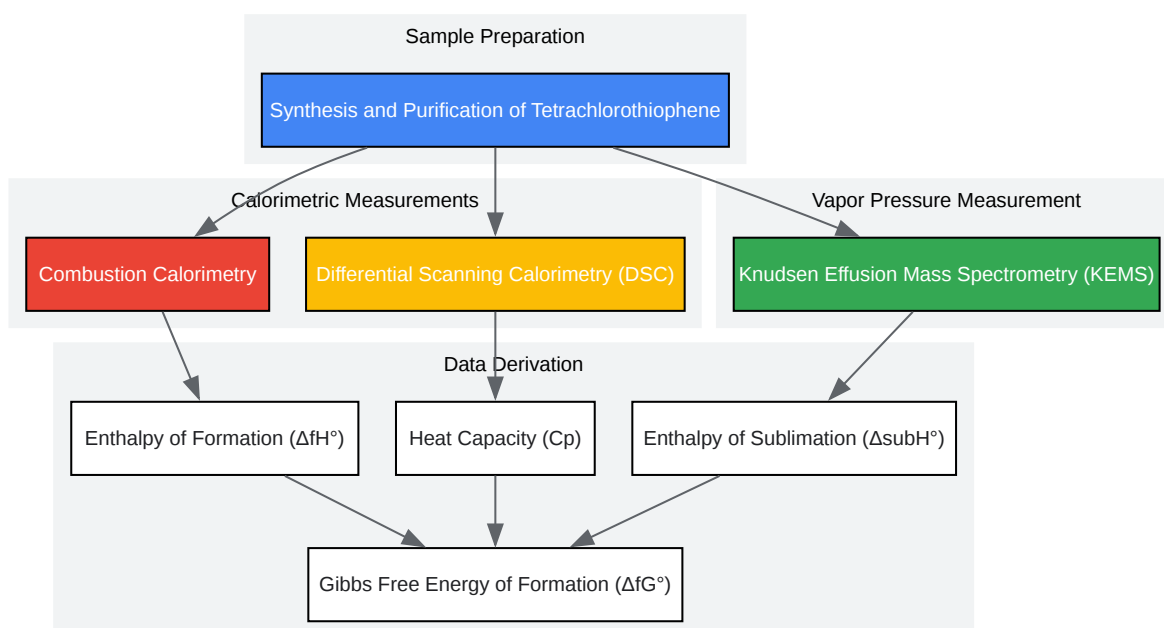 Sample Preparation
Synthesis and Purification of Tetrachlorothiophene
Calorimetric Measurements
Vapor Pressure Measurement
Combustion Calorimetry
Differential Scanning Calorimetry (DSC)
Knudsen Effusion Mass Spectrometry (KEMS)
Data Derivation
Enthalpy of Formation (ΔfH°)
Heat Capacity (Cp)
Enthalpy of Sublimation (ΔsubH°)
Gibbs Free Energy of Formation (ΔfG°)